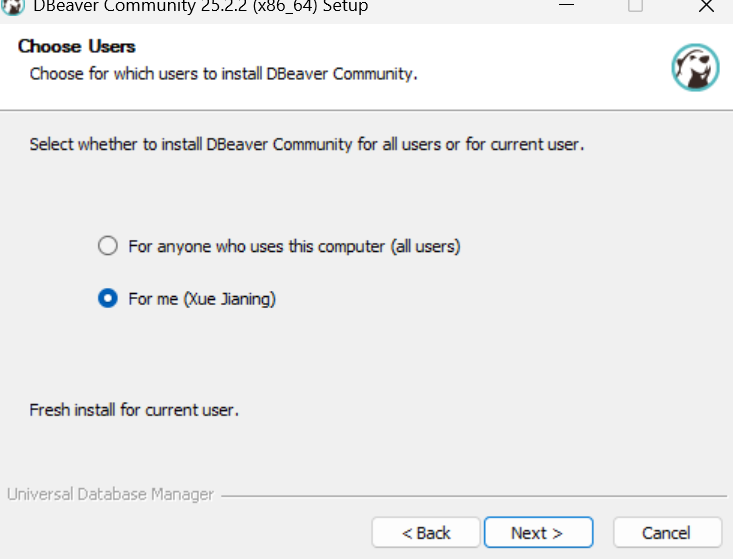 DBeaver Community 25.2.2 (x86_64) Setup
Choose Users
Choose for which users to install DBeaver Community.
Select whether to install DBeaver Community for all users or for current user.
For anyone who uses this computer (all users)
For me (Xue Jianing)
Fresh install for current user.
Universal Database Manager
< Back
Next >
Cancel